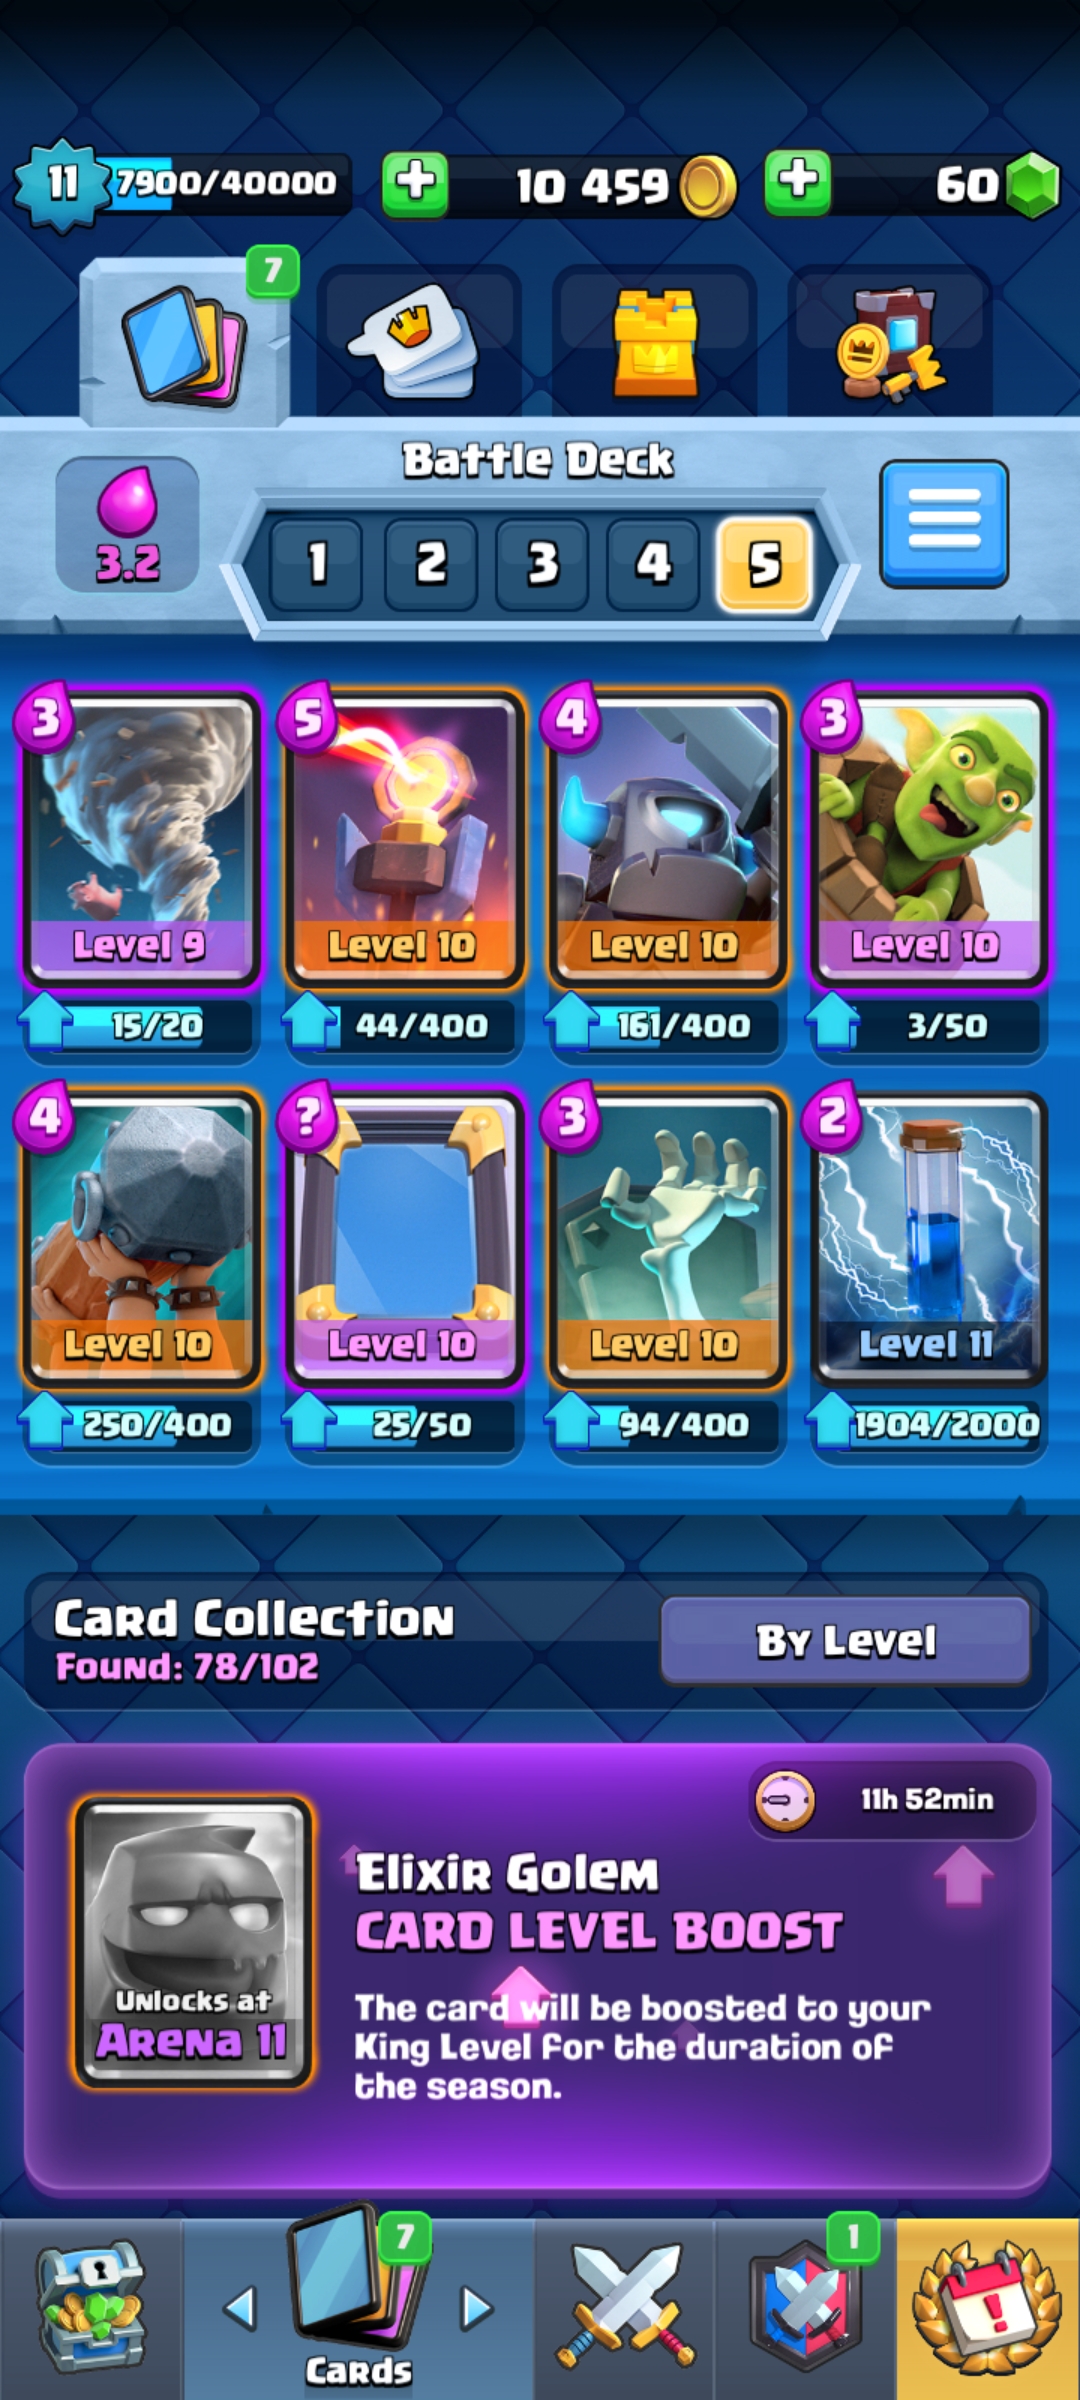 11 7900/40000 10 459 60
7
Battle Deck
3.2 1 2 3 4 5
3 5 4 3
Level 9 Level 10 Level 10 Level 10
15/20 44/400 161/400 3/50
4 ? 3 2
Level 10 Level 10 Level 10 Level 11
250/400 25/50 94/400 1904/2000
Card Collection
Found: 78/102
By Level
11h 52min
Elixir Golem
CARD LEVEL BOOST
Unlocks at
Arena 11
The card will be boosted to your
King Level for the duration of
the season.
7 1
Cards